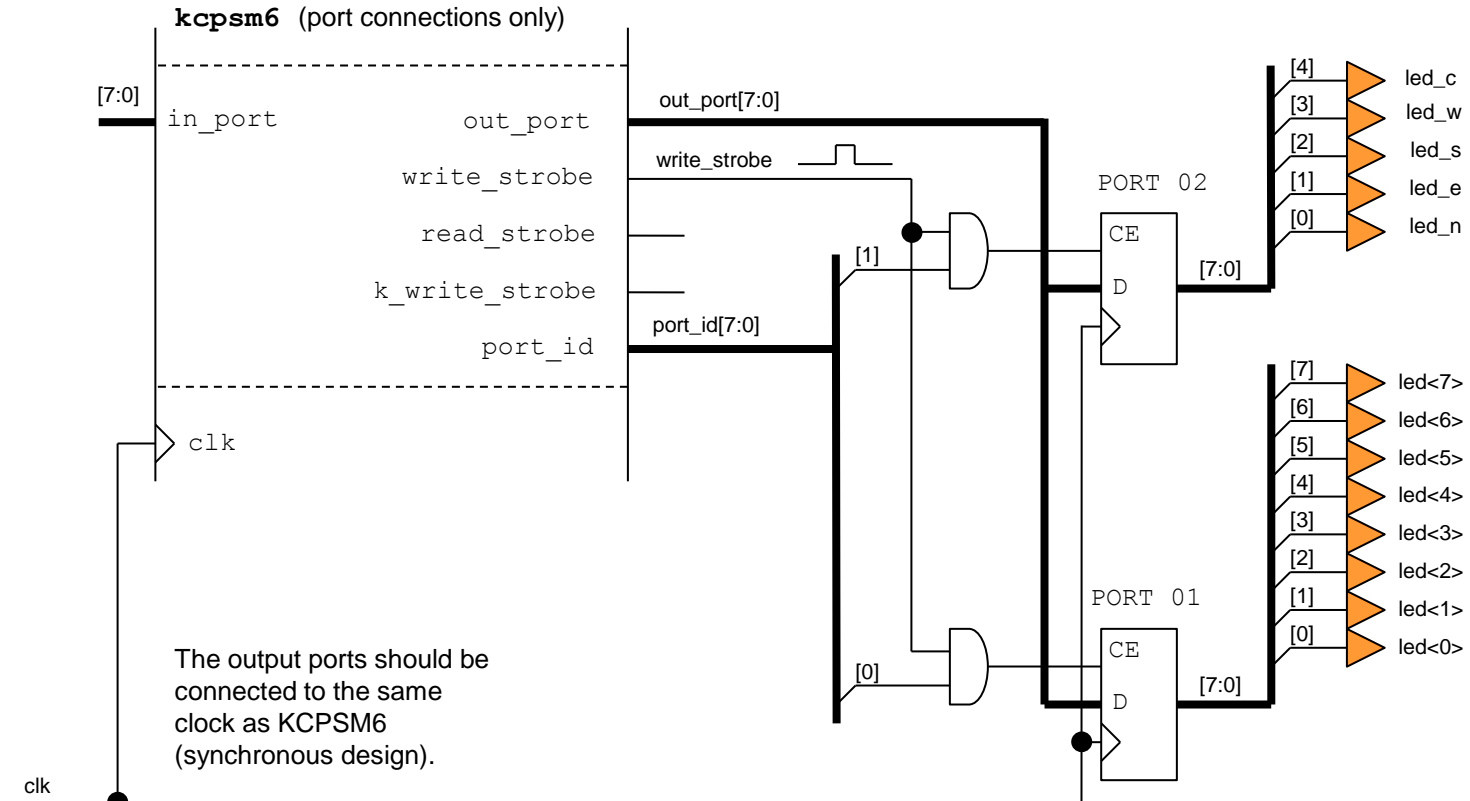 kcpsm6 (port connections only)
[7:0]
in_port
out_port
out_port[7:0]
write_strobe
write_strobe
read_strobe
k_write_strobe
port_id
port_id[7:0]
clk
[1]
[0]
PORT 02
CE
D
[7:0]
[4] led_c
[3] led_w
[2] led_s
[1] led_e
[0] led_n
PORT 01
CE
D
[7:0]
[7] led<7>
[6] led<6>
[5] led<5>
[4] led<4>
[3] led<3>
[2] led<2>
[1] led<1>
[0] led<0>
The output ports should be
connected to the same
clock as KCPSM6
(synchronous design).
clk